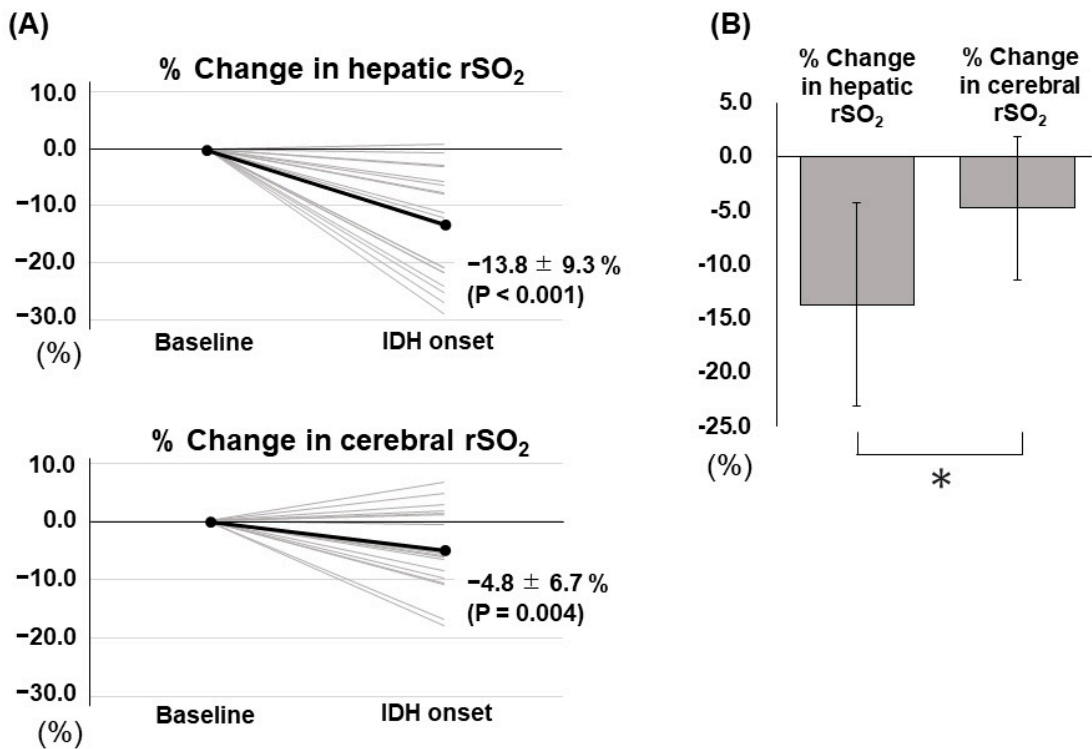 (A)
% Change in hepatic rSO₂
10.0
0.0
−10.0
−20.0
−30.0
(%)
Baseline
IDH onset
−13.8 ± 9.3 %
(P < 0.001)
% Change in cerebral rSO₂
10.0
0.0
−10.0
−20.0
−30.0
(%)
Baseline
IDH onset
−4.8 ± 6.7 %
(P = 0.004)
(B)
% Change
in hepatic
rSO₂
% Change
in cerebral
rSO₂
5.0
0.0
-5.0
-10.0
-15.0
-20.0
-25.0
(%)
*